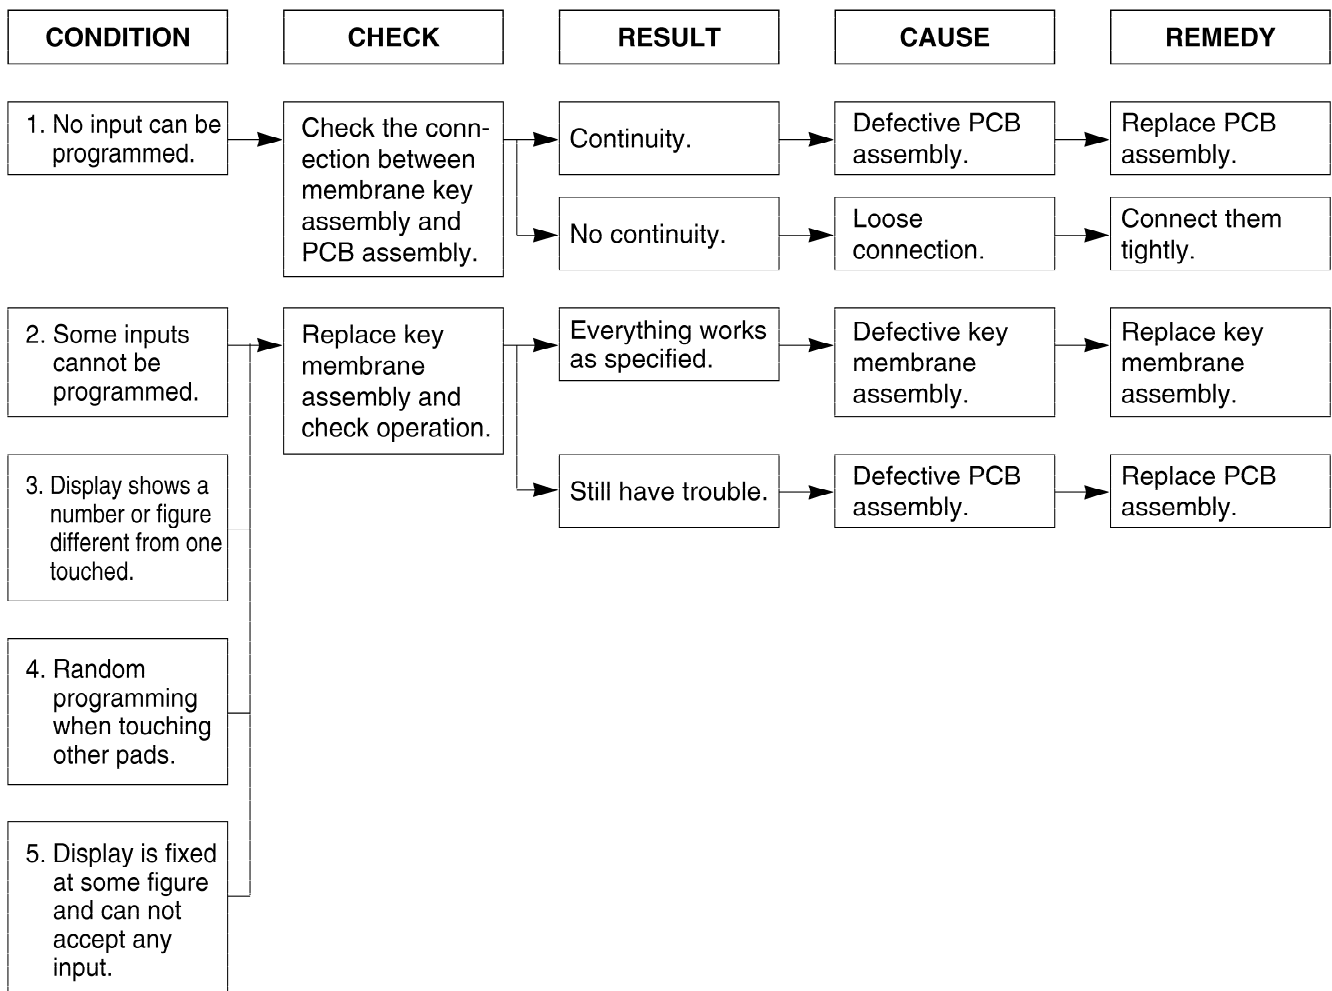 CONDITION
CHECK
RESULT
CAUSE
REMEDY
1. No input can be
programmed.
Check the conn-
ection between
membrane key
assembly and
PCB assembly.
Continuity.
Defective PCB
assembly.
Replace PCB
assembly.
No continuity.
Loose
connection.
Connect them
tightly.
2. Some inputs
cannot be
programmed.
Replace key
membrane
assembly and
check operation.
Everything works
as specified.
Defective key
membrane
assembly.
Replace key
membrane
assembly.
3. Display shows a
number or figure
different from one
touched.
Still have trouble.
Defective PCB
assembly.
Replace PCB
assembly.
4. Random
programming
when touching
other pads.
5. Display is fixed
at some figure
and can not
accept any
input.